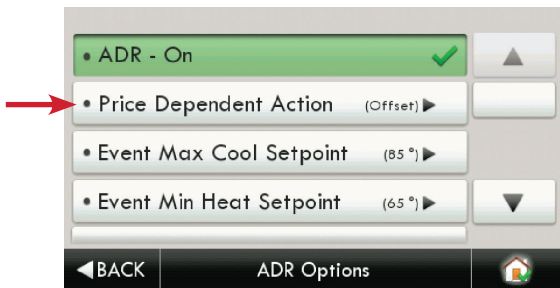 • ADR - On
• Price Dependent Action (Offset)
• Event Max Cool Setpoint (85°)
• Event Min Heat Setpoint (65°)
BACK ADR Options